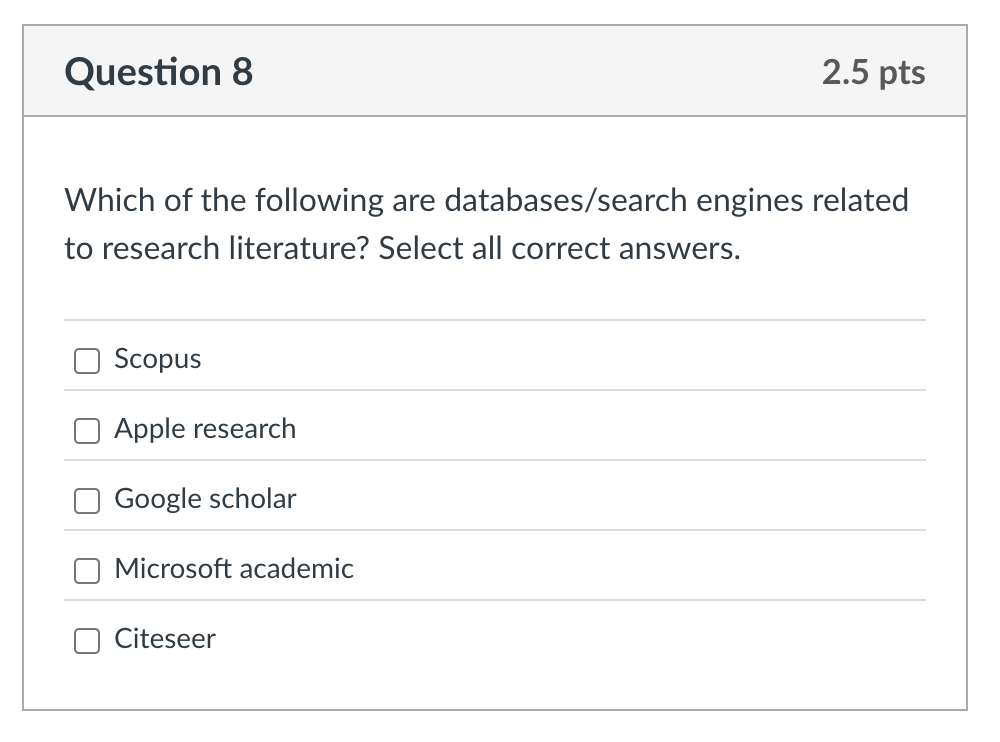 Question 8
2.5 pts
Which of the following are databases/search engines related
to research literature? Select all correct answers.
Scopus
Apple research
Google scholar
Microsoft academic
Citeseer